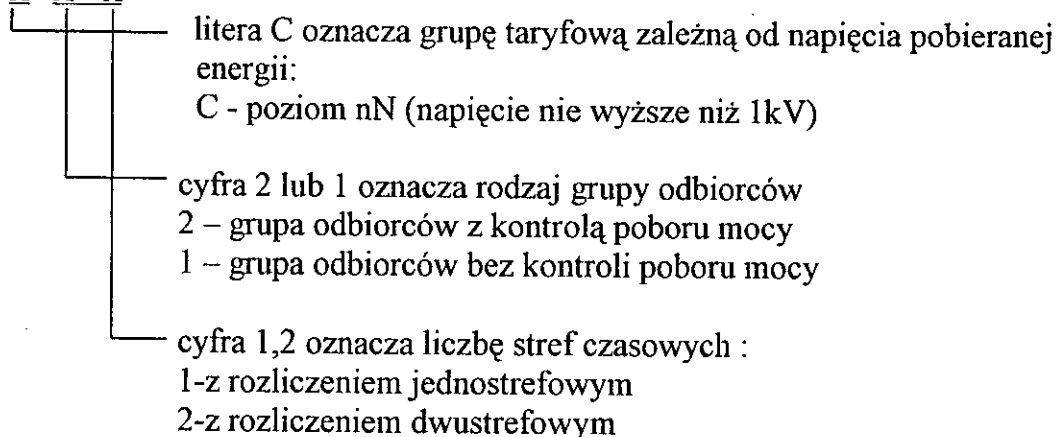 litera C oznacza grupę taryfową zależną od napięcia pobieranej
energii:
C - poziom nN (napięcie nie wyższe niż 1kV)
cyfra 2 lub 1 oznacza rodzaj grupy odbiorców
2 – grupa odbiorców z kontrolą poboru mocy
1 – grupa odbiorców bez kontroli poboru mocy
cyfra 1,2 oznacza liczbę stref czasowych :
1-z rozliczeniem jednostrefowym
2-z rozliczeniem dwustrefowym